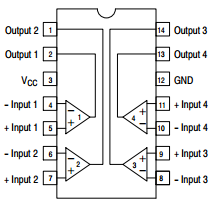 Output 2 1 14 Output 3
Output 1 2 13 Output 4
VCC 3 12 GND
- Input 1 4 - + 1 4 + - 11 + Input 4
+ Input 1 5 10 - Input 4
- Input 2 6 - + 2 3 + - 9 + Input 3
+ Input 2 7 8 - Input 3